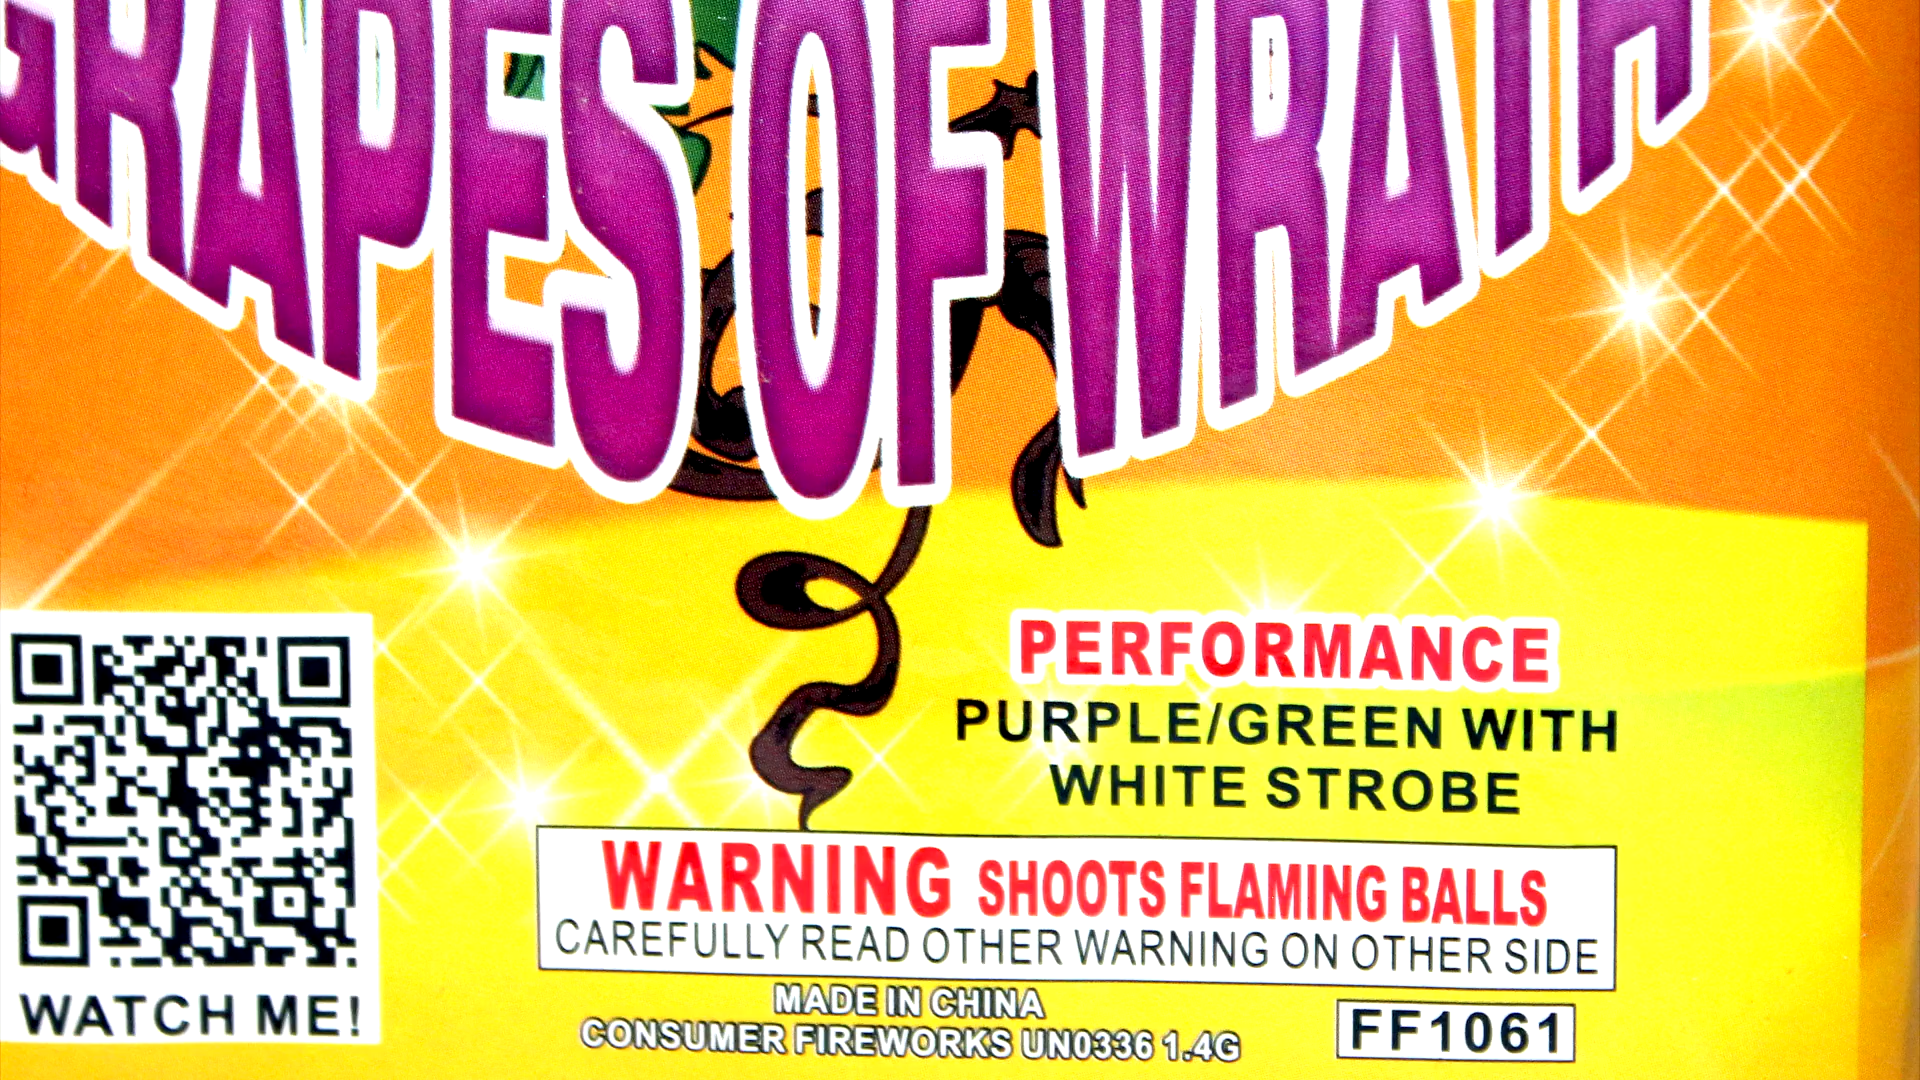 GRAPES OF WRATH
PERFORMANCE
PURPLE/GREEN WITH
WHITE STROBE
WARNING SHOOTS FLAMING BALLS
CAREFULLY READ OTHER WARNING ON OTHER SIDE
WATCH ME!
MADE IN CHINA
CONSUMER FIREWORKS UN0336 1.4G
FF1061